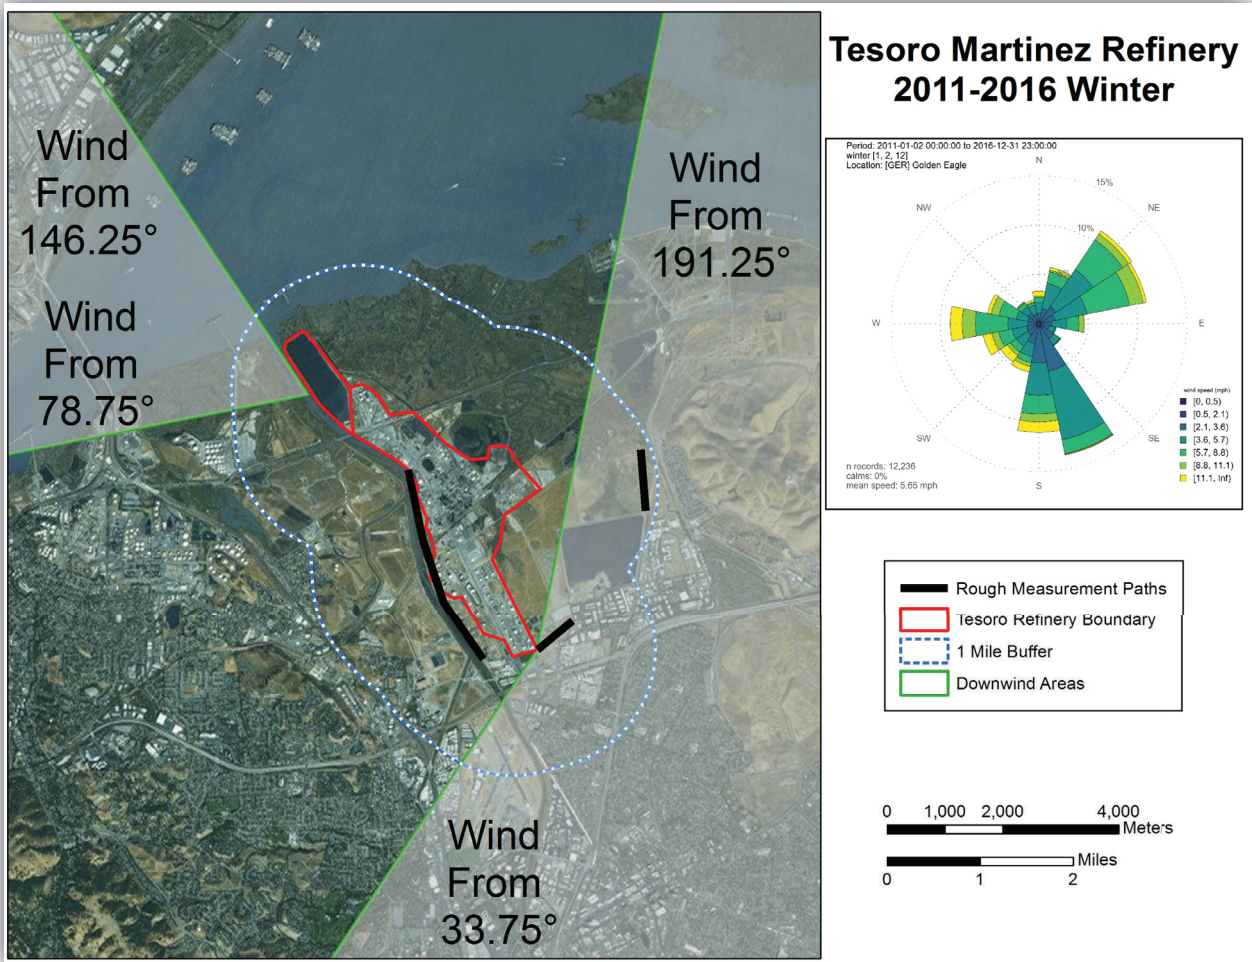 Tesoro Martinez Refinery
2011-2016 Winter
Wind
From
146.25°
Wind
From
78.75°
Wind
From
191.25°
Wind
From
33.75°
Period: 2011-01-02 00:00:00 to 2016-12-31 23:00:00
winter [1, 2, 12]
Location: [GER] Golden Eagle
N
15%
NW
NE
10%
W
E
SW
SE
S
wind speed (mph)
[0, 0.5)
[0.5, 2.1)
[2.1, 3.6)
[3.6, 5.7)
[5.7, 8.8)
[8.8, 11.1)
[11.1, Inf)
n records: 12,236
calms: 0%
mean speed: 5.65 mph
Rough Measurement Paths
Tesoro Refinery Boundary
1 Mile Buffer
Downwind Areas
0 1,000 2,000 4,000
Meters
Miles
0 1 2